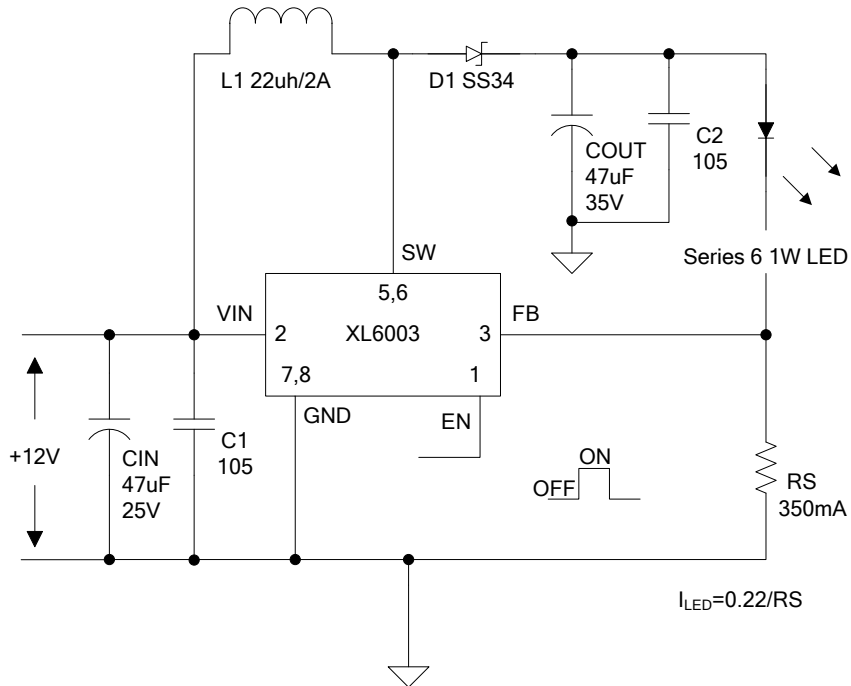 L1 22uh/2A
D1 SS34
COUT
47uF
35V
C2
105
Series 6 1W LED
SW
5,6
VIN
2
XL6003
3
FB
7,8
1
GND
EN
+12V
CIN
47uF
25V
C1
105
ON
OFF
RS
350mA
I_LED=0.22/RS